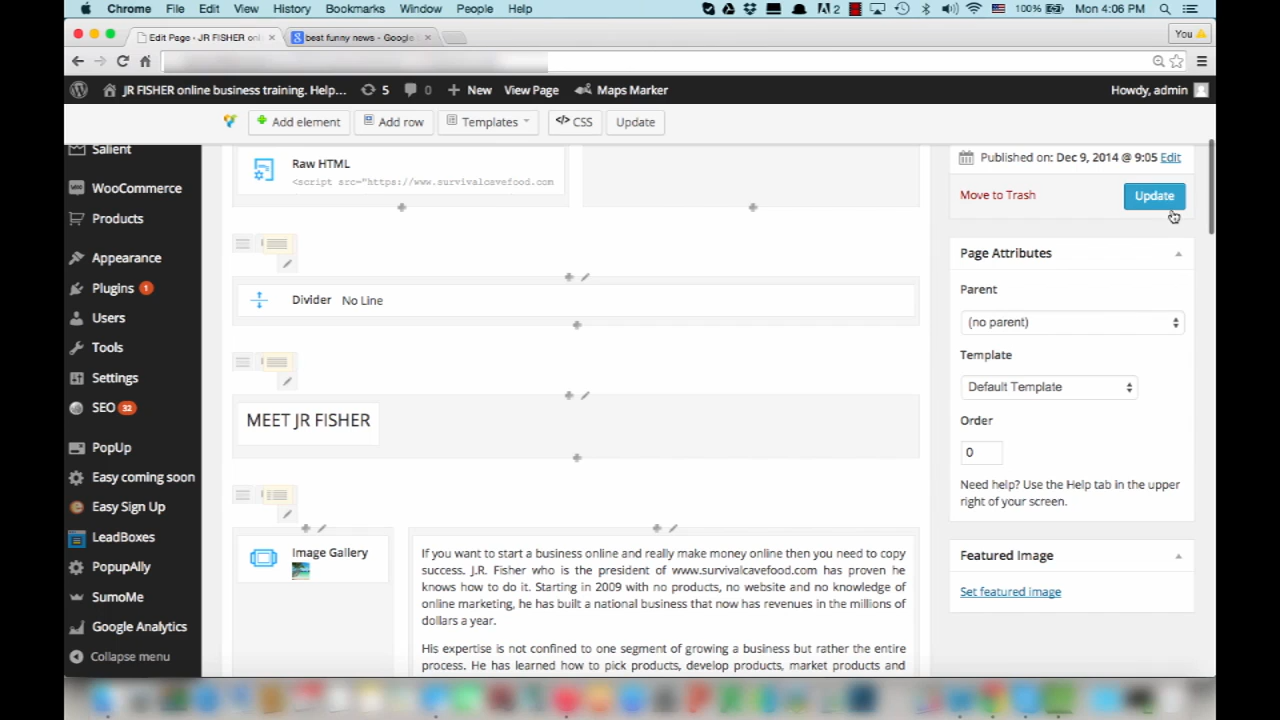 Chrome File Edit View History Bookmarks Window People Help 2 100% Mon 4:06 PM
Edit Page - JR FISHER onl
best funny news - Google
You
JR FISHER online business training. Help... 5 0 New View Page Maps Marker Howdy, admin
Add element Add row Templates </> CSS Update
Salient
WooCommerce
Products
Appearance
Plugins 1
Users
Tools
Settings
SEO 32
PopUp
Easy coming soon
Easy Sign Up
LeadBoxes
PopupAlly
SumoMe
Google Analytics
Collapse menu
Raw HTML
<script src="https://www.survivalcavefood.com
Divider No Line
MEET JR FISHER
Image Gallery
If you want to start a business online and really make money online then you need to copy
success. J.R. Fisher who is the president of www.survivalcavefood.com has proven he
knows how to do it. Starting in 2009 with no products, no website and no knowledge of
online marketing, he has built a national business that now has revenues in the millions of
dollars a year.
His expertise is not confined to one segment of growing a business but rather the entire
process. He has learned how to pick products, develop products, market products and
Published on: Dec 9, 2014 @ 9:05 Edit
Move to Trash Update
Page Attributes
Parent
(no parent)
Template
Default Template
Order
0
Need help? Use the Help tab in the upper
right of your screen.
Featured Image
Set featured image